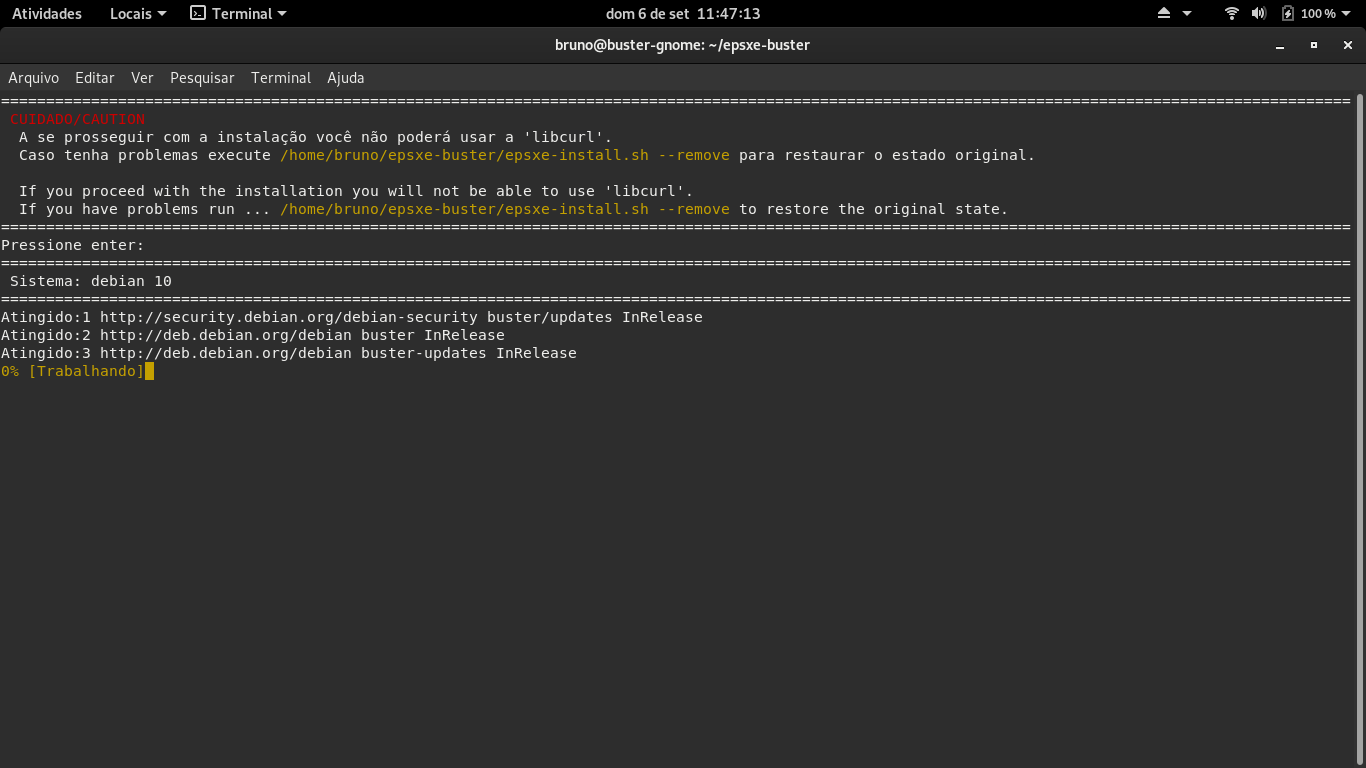 Atividades Locais Terminal dom 6 de set 11:47:13 100 %
bruno@buster-gnome: ~/epsxe-buster
Arquivo Editar Ver Pesquisar Terminal Ajuda
======================================================================================================================================================
CUIDADO/CAUTION
A se prosseguir com a instalação você não poderá usar a 'libcurl'.
Caso tenha problemas execute /home/bruno/epsxe-buster/epsxe-install.sh --remove para restaurar o estado original.
If you proceed with the installation you will not be able to use 'libcurl'.
If you have problems run ... /home/bruno/epsxe-buster/epsxe-install.sh --remove to restore the original state.
======================================================================================================================================================
Pressione enter:
======================================================================================================================================================
Sistema: debian 10
======================================================================================================================================================
Atingido:1 http://security.debian.org/debian-security buster/updates InRelease
Atingido:2 http://deb.debian.org/debian buster InRelease
Atingido:3 http://deb.debian.org/debian buster-updates InRelease
0% [Trabalhando]